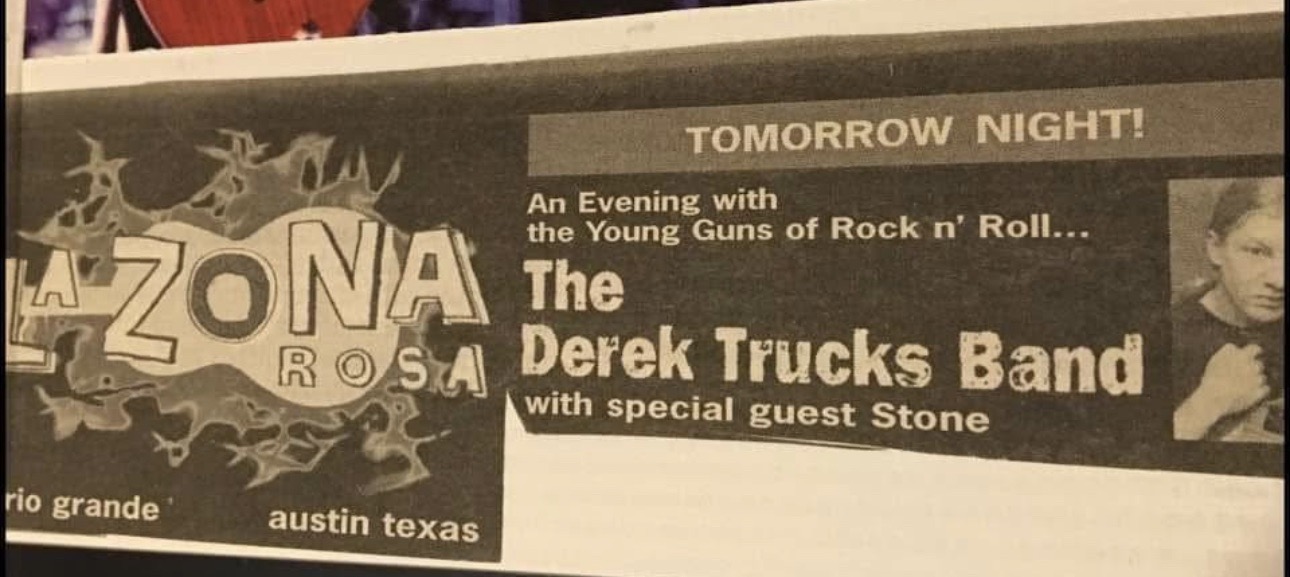 LA ZONA
ROSA
rio grande
austin texas
TOMORROW NIGHT!
An Evening with
the Young Guns of Rock n' Roll...
The
Derek Trucks Band
with special guest Stone